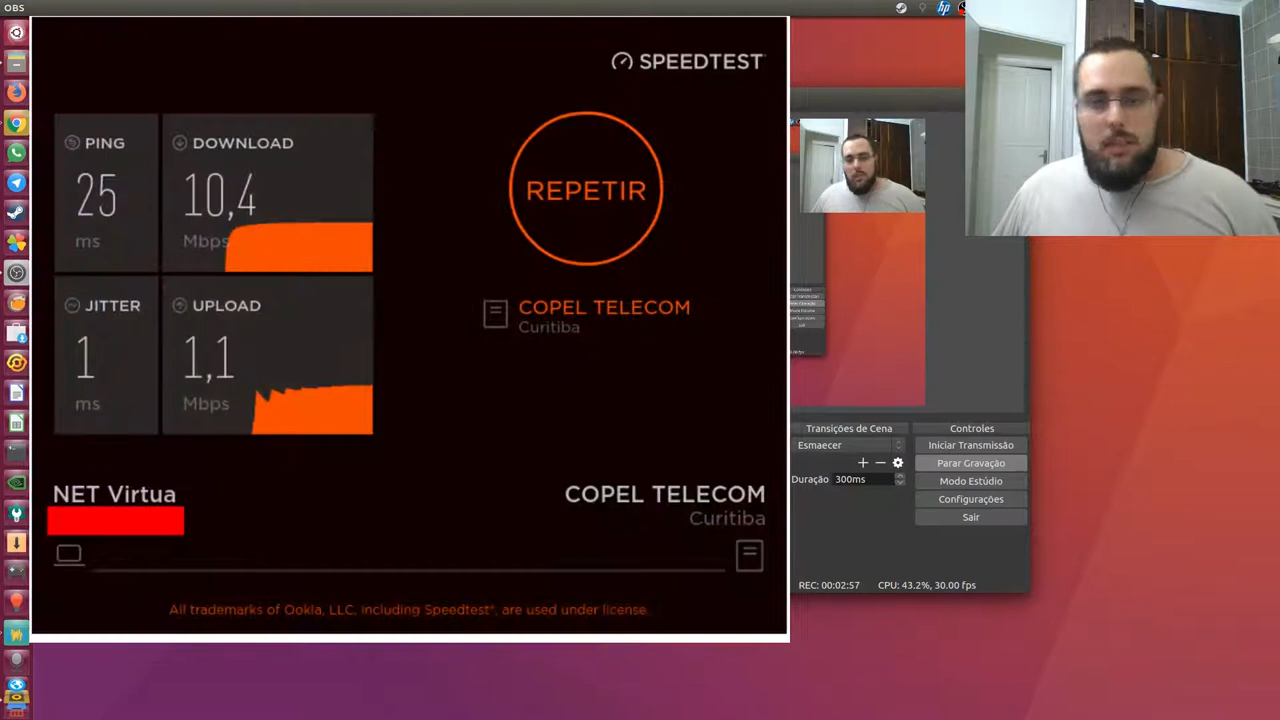 OBS
SPEEDTEST
PING
25
ms
DOWNLOAD
10,4
Mbps
REPETIR
JITTER
1
ms
UPLOAD
1,1
Mbps
COPEL TELECOM
Curitiba
NET Virtua
COPEL TELECOM
Curitiba
All trademarks of Ookla, LLC, including Speedtest®, are used under license.
hp
Transições de Cena
Esmaecer
Duração 300ms
Controles
Iniciar Transmissão
Parar Gravação
Modo Estúdio
Configurações
Sair
REC: 00:02:57 CPU: 43.2%, 30.00 fps